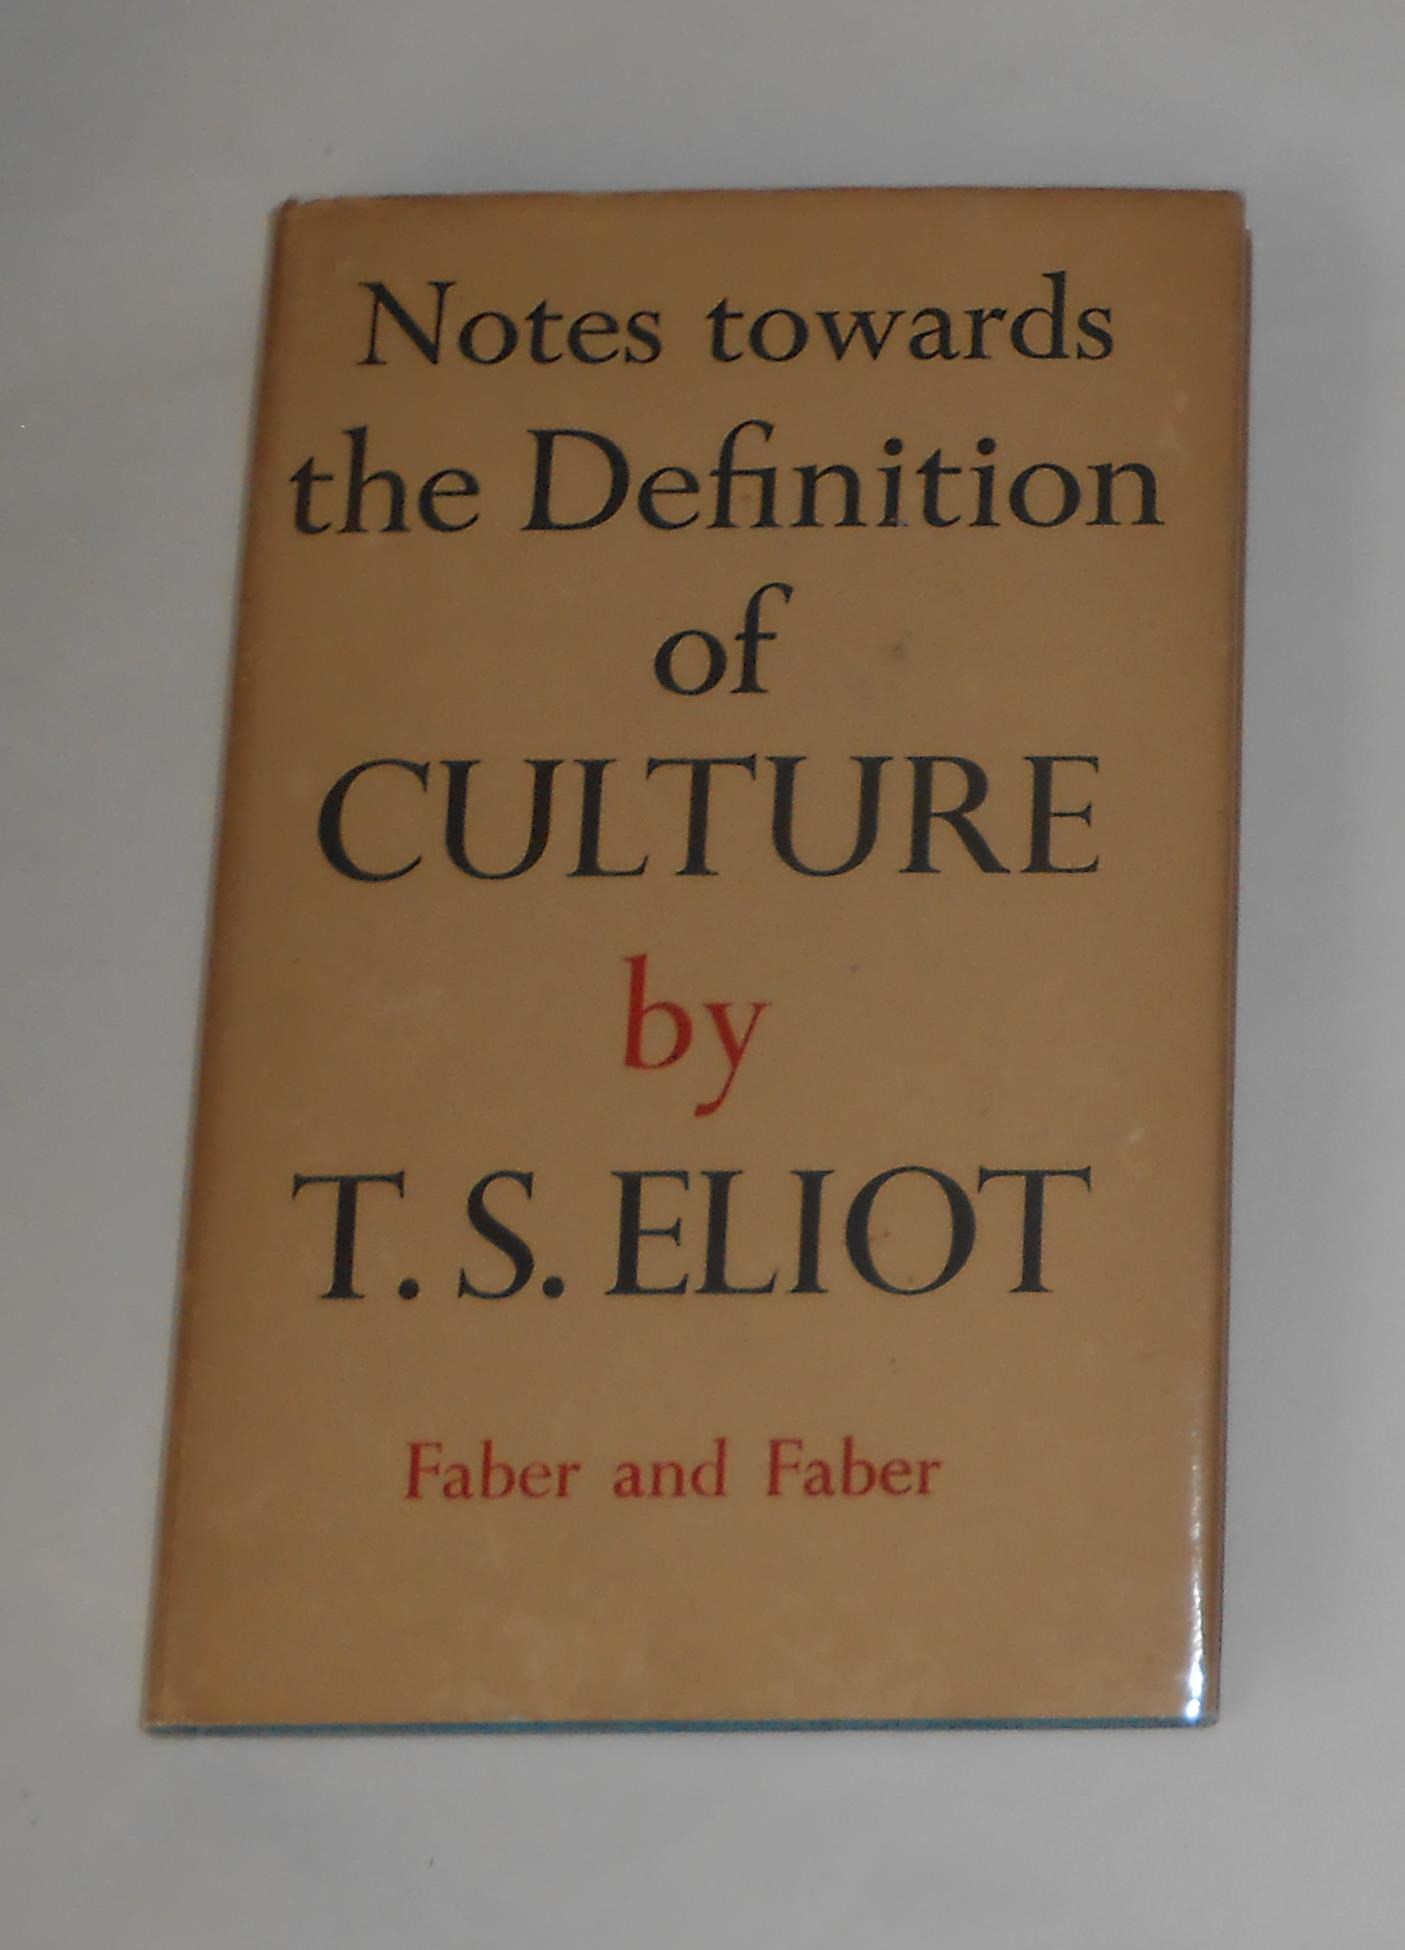 Notes towards
the Definition
of
CULTURE
by
T. S. ELIOT
Faber and Faber